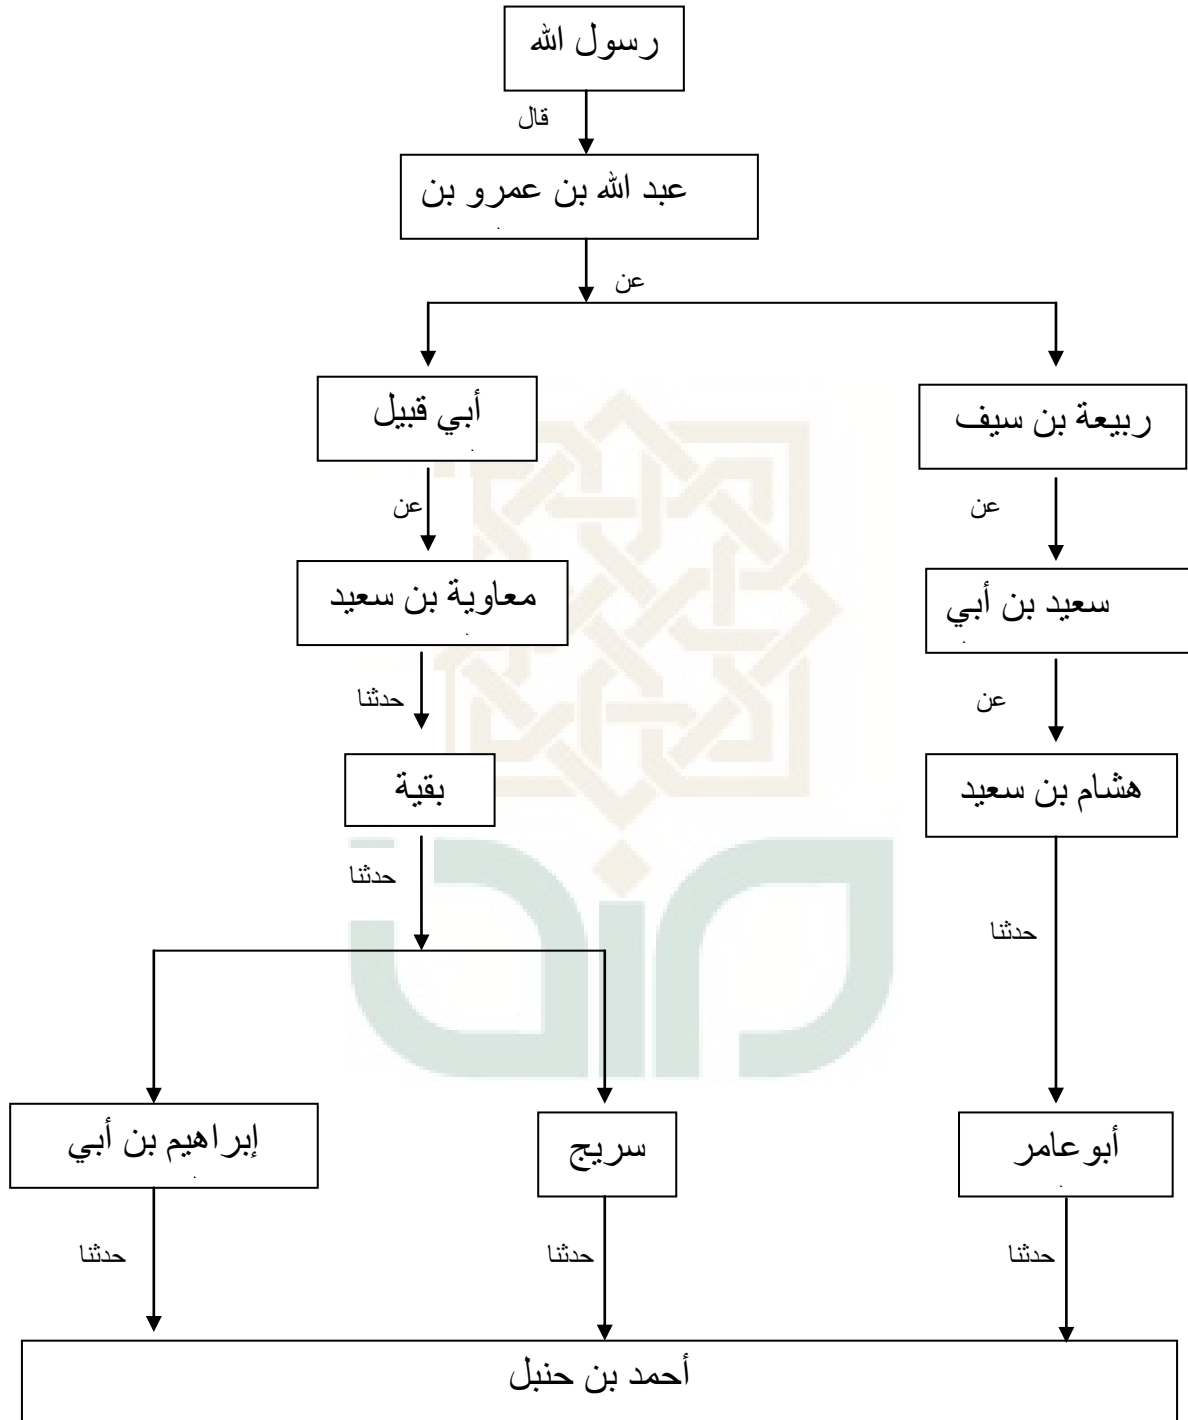 رسول الله
قال
عبد الله بن عمرو بن
عن
أبي قبيل
ربيعة بن سيف
عن
عن
معاوية بن سعيد
سعيد بن أبي
حدثنا
عن
بقية
هشام بن سعيد
حدثنا
حدثنا
إبراهيم بن أبي
سريج
أبو عامر
حدثنا
حدثنا
حدثنا
أحمد بن حنبل